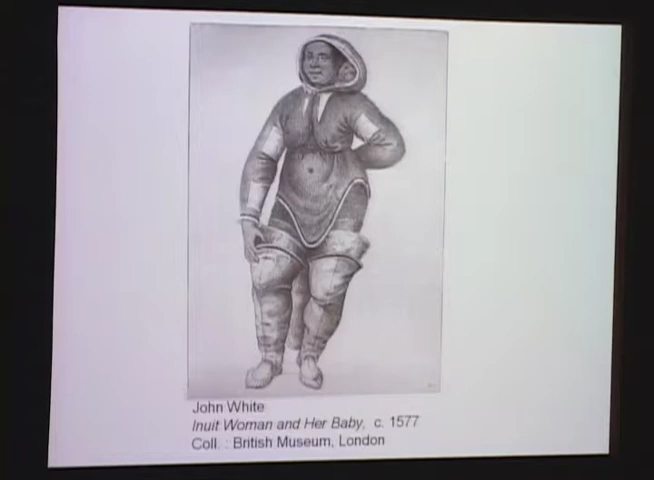 John White
Inuit Woman and Her Baby, c. 1577
Coll. : British Museum, London